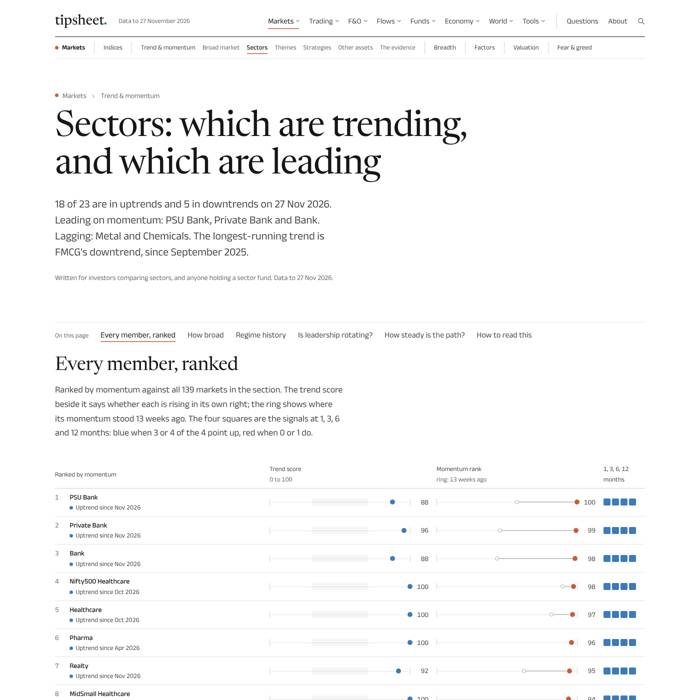 tipsheet.
Data to 27 November 2026
Markets Trading F&O Flows Funds Economy World Tools Questions About
Markets Indices Trend & momentum Broad market Sectors Themes Strategies Other assets The evidence Breadth Factors Valuation Fear & greed
Markets › Trend & momentum
Sectors: which are trending,
and which are leading
18 of 23 are in uptrends and 5 in downtrends on 27 Nov 2026.
Leading on momentum: PSU Bank, Private Bank and Bank.
Lagging: Metal and Chemicals. The longest-running trend is
FMCG's downtrend, since September 2025.
Written for investors comparing sectors, and anyone holding a sector fund. Data to 27 Nov 2026.
On this page Every member, ranked How broad Regime history Is leadership rotating? How steady is the path? How to read this
Every member, ranked
Ranked by momentum against all 139 markets in the section. The trend score
beside it says whether each is rising in its own right; the ring shows where
its momentum stood 13 weeks ago. The four squares are the signals at 1, 3, 6
and 12 months: blue when 3 or 4 of the 4 point up, red when 0 or 1 do.
Ranked by momentum
Trend score
0 to 100
Momentum rank
ring: 13 weeks ago
1, 3, 6, 12
months
1 PSU Bank 88 100
Uptrend since Nov 2026
2 Private Bank 96 99
Uptrend since Nov 2026
3 Bank 88 98
Uptrend since Nov 2026
4 Nifty500 Healthcare 100 98
Uptrend since Oct 2026
5 Healthcare 100 97
Uptrend since Oct 2026
6 Pharma 100 96
Uptrend since Apr 2026
7 Realty 92 95
Uptrend since Nov 2026
8 MidSmall Healthcare 100 94